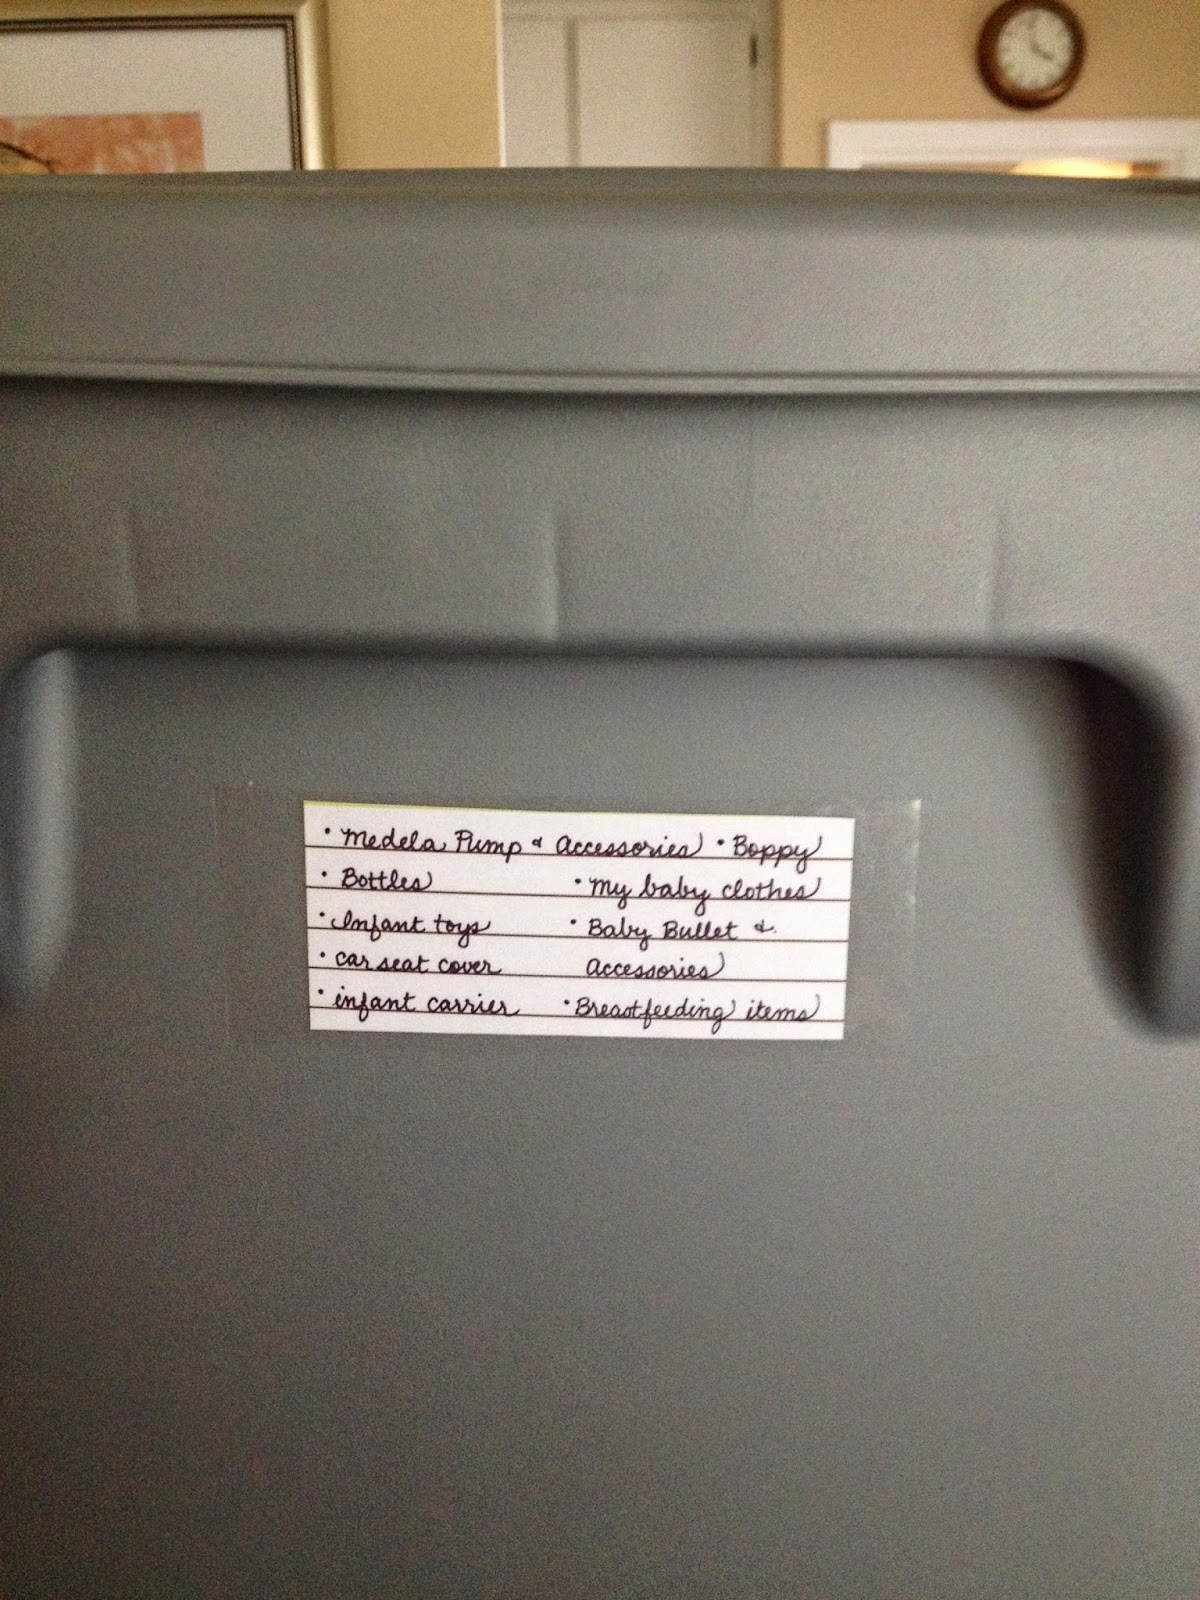 • Medela Pump & Accessories • Boppy
• Bottles • My baby clothes
• Infant toys • Baby Bullet &
• car seat cover Accessories
• infant carrier • Breastfeeding items